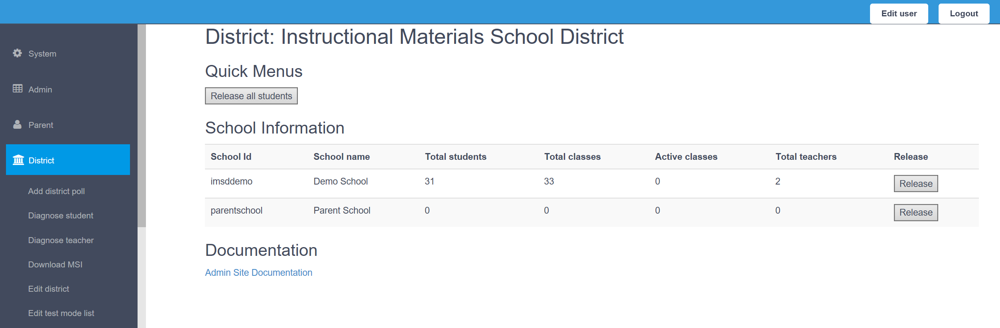 Edit user Logout
System
Admin
Parent
District
Add district poll
Diagnose student
Diagnose teacher
Download MSI
Edit district
Edit test mode list
District: Instructional Materials School District
Quick Menus
Release all students
School Information
School Id School name Total students Total classes Active classes Total teachers Release
imsddemo Demo School 31 33 0 2 Release
parentschool Parent School 0 0 0 0 Release
Documentation
Admin Site Documentation